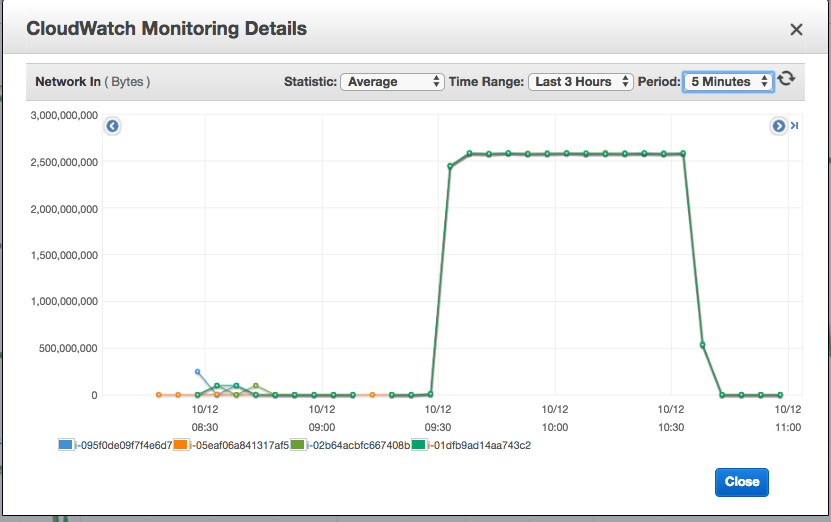 CloudWatch Monitoring Details
Network In ( Bytes )
Statistic: Average Time Range: Last 3 Hours Period: 5 Minutes
3,000,000,000
2,500,000,000
2,000,000,000
1,500,000,000
1,000,000,000
500,000,000
0
10/12 10/12 10/12 10/12 10/12 10/12
08:30 09:00 09:30 10:00 10:30 11:00
i-095f0de09f7f4e6d7 i-05eaf06a841317af5 i-02b64acbfc667408b i-01dfb9ad14aa743c2
Close